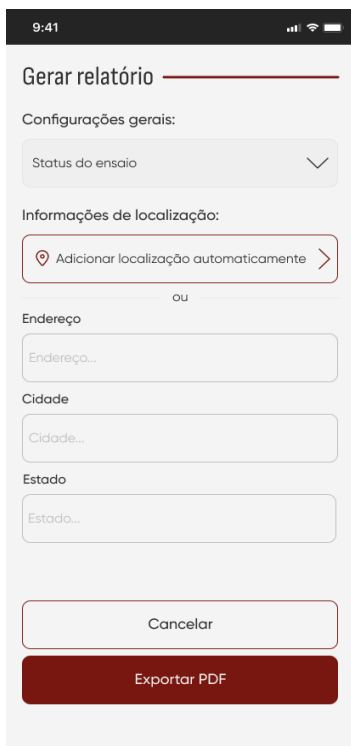 9:41
Gerar relatório
Configurações gerais:
Status do ensaio
Informações de localização:
Adicionar localização automaticamente
ou
Endereço
Endereço...
Cidade
Cidade...
Estado
Estado...
Cancelar
Exportar PDF